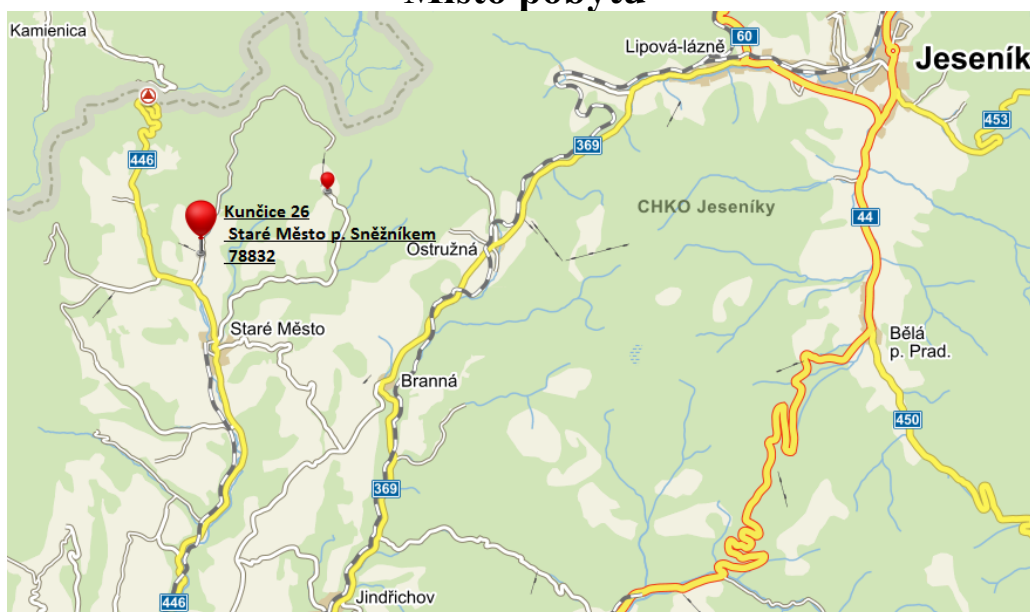 Místo pobytu
Kamienica
60
Lipová-lázně
Jeseník
453
446
369
Kunčice 26
Staré Město p. Sněžníkem
78832
CHKO Jeseníky
44
Ostružná
Staré Město
Bělá
p. Prad.
Branná
450
369
446
Jindřichov